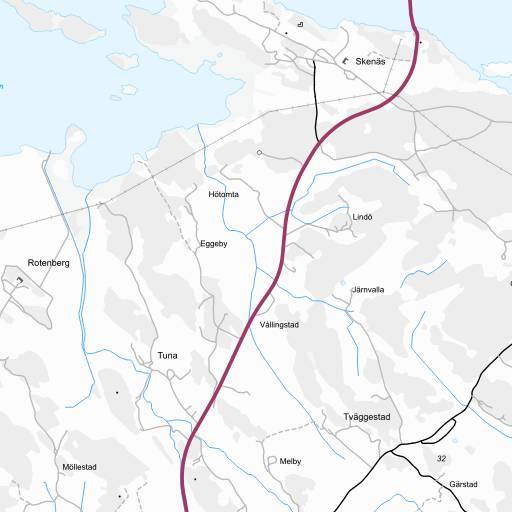 Skenäs
Hötomta
Lindö
Eggeby
Rotenberg
Järnvalla
Vällingstad
Tuna
Tväggestad
32
Möllestad
Melby
Gärstad